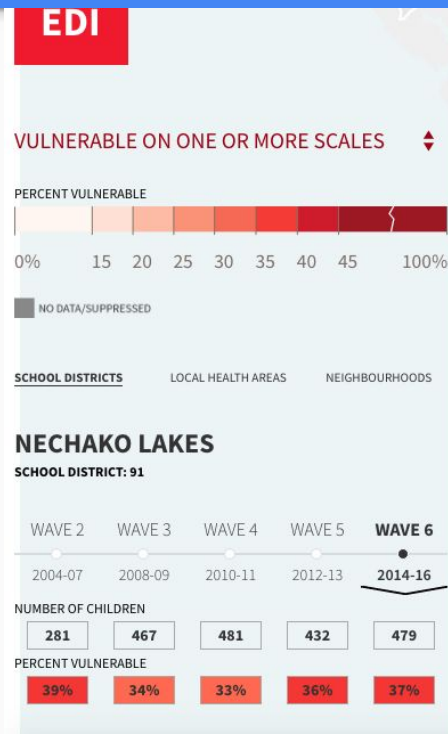 EDI
VULNERABLE ON ONE OR MORE SCALES
PERCENT VULNERABLE
0% 15 20 25 30 35 40 45 100%
NO DATA/SUPPRESSED
SCHOOL DISTRICTS LOCAL HEALTH AREAS NEIGHBOURHOODS
NECHAKO LAKES
SCHOOL DISTRICT: 91
WAVE 2 WAVE 3 WAVE 4 WAVE 5 WAVE 6
2004-07 2008-09 2010-11 2012-13 2014-16
NUMBER OF CHILDREN
281 467 481 432 479
PERCENT VULNERABLE
39% 34% 33% 36% 37%